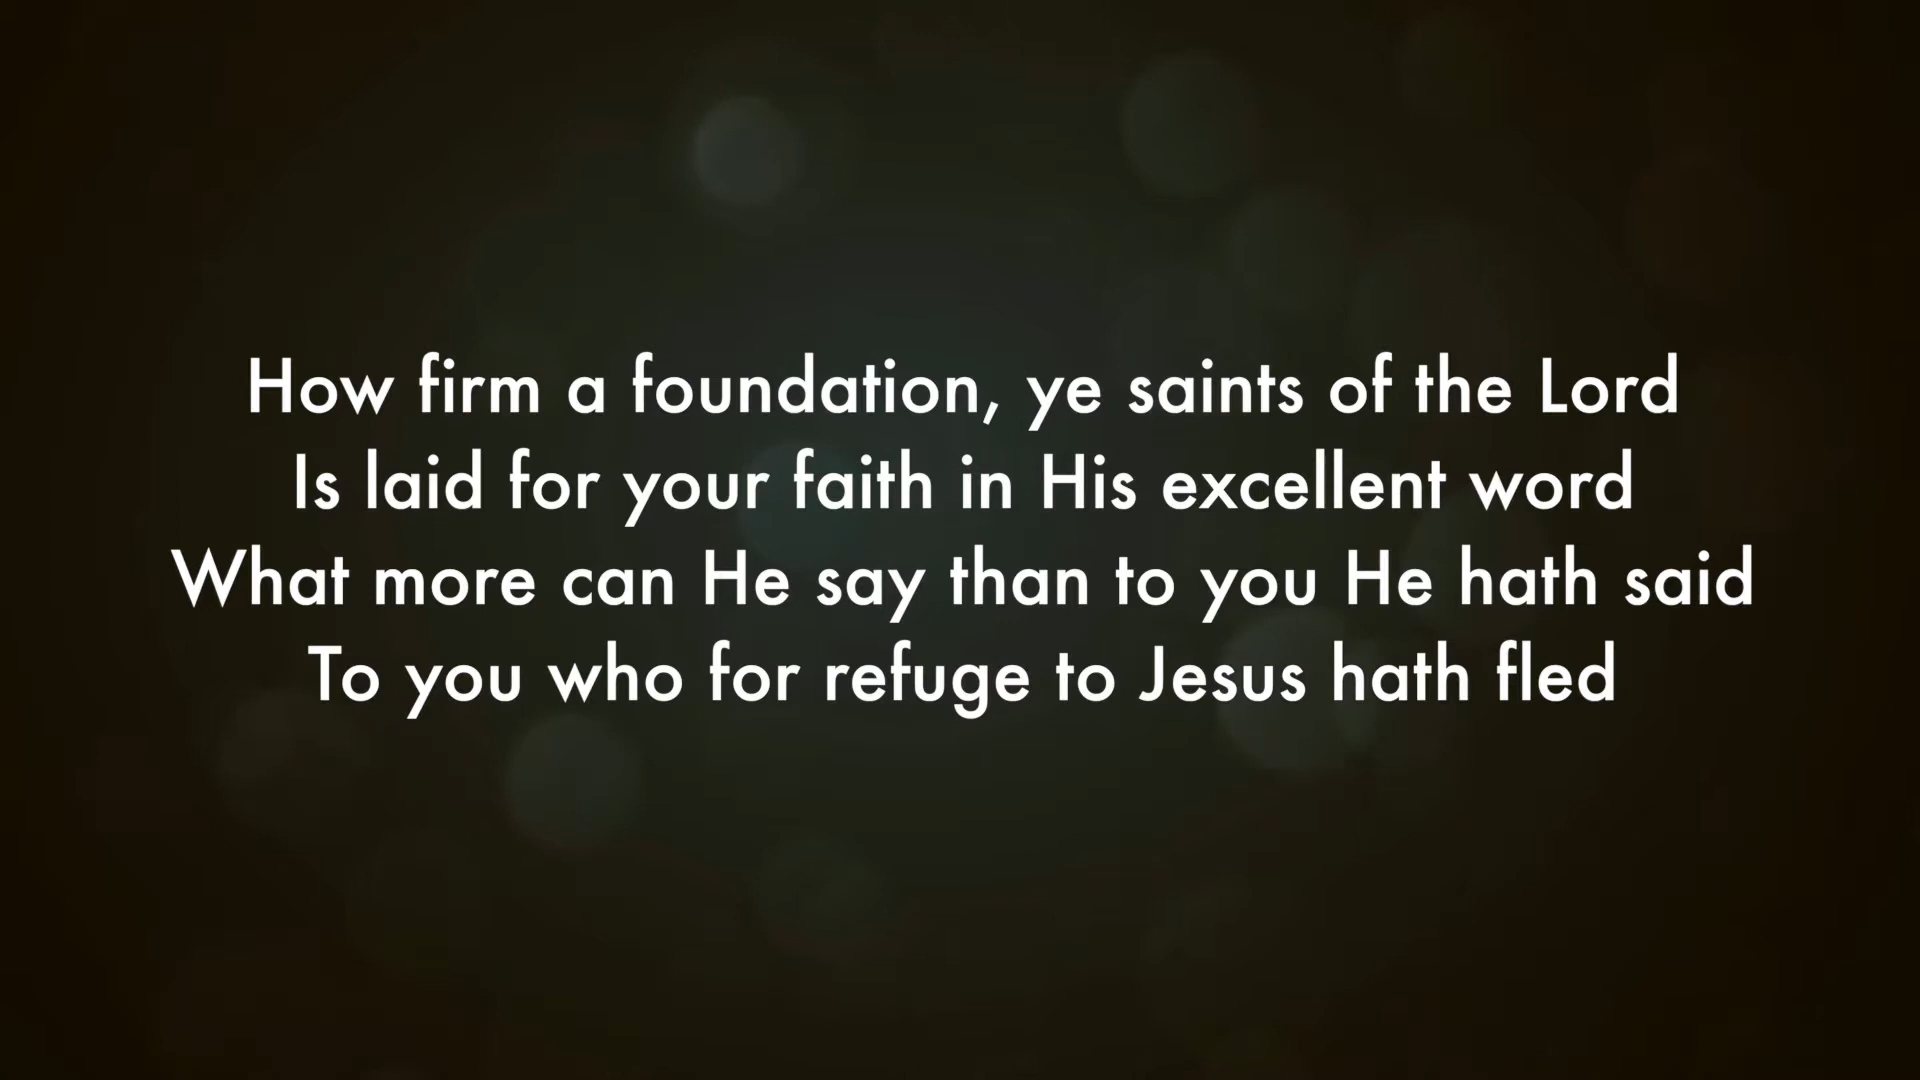 How firm a foundation, ye saints of the Lord
Is laid for your faith in His excellent word
What more can He say than to you He hath said
To you who for refuge to Jesus hath fled